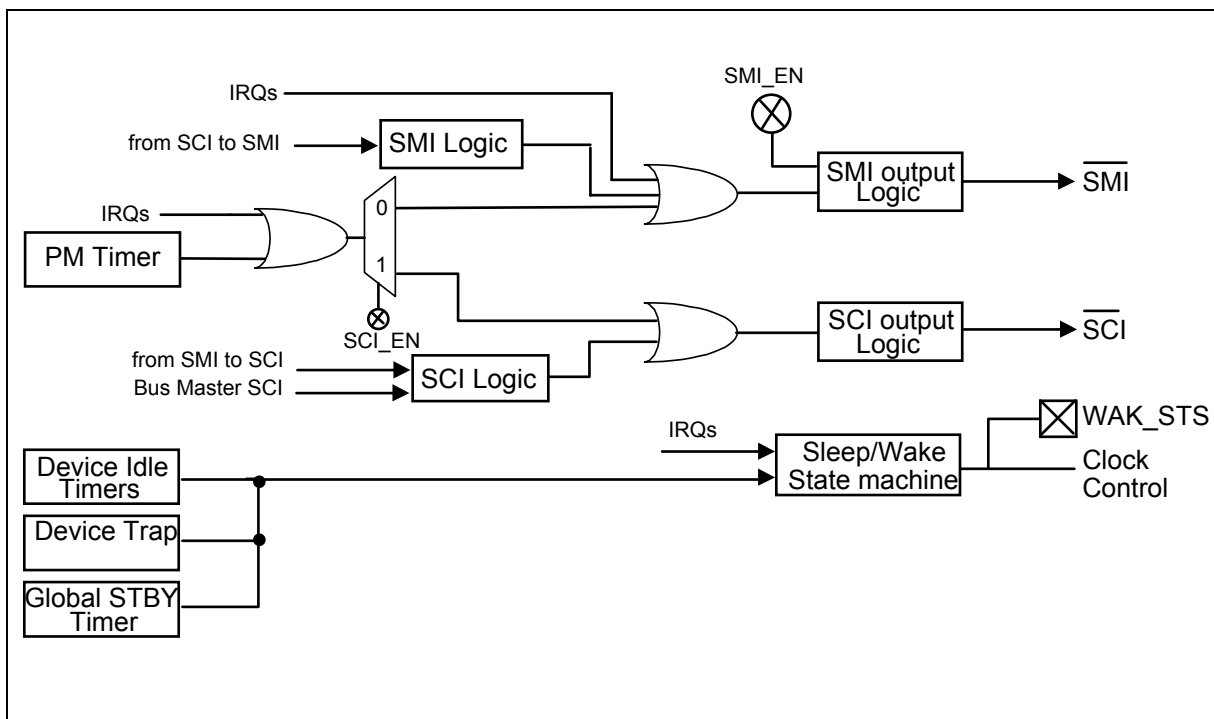 SMI_EN
IRQs
from SCI to SMI
SMI Logic
SMI output
Logic
SMI
IRQs
0
PM Timer
1
SCI_EN
SCI output
Logic
SCI
from SMI to SCI
Bus Master SCI
SCI Logic
IRQs
WAK_STS
Sleep/Wake
State machine
Clock
Control
Device Idle
Timers
Device Trap
Global STBY
Timer